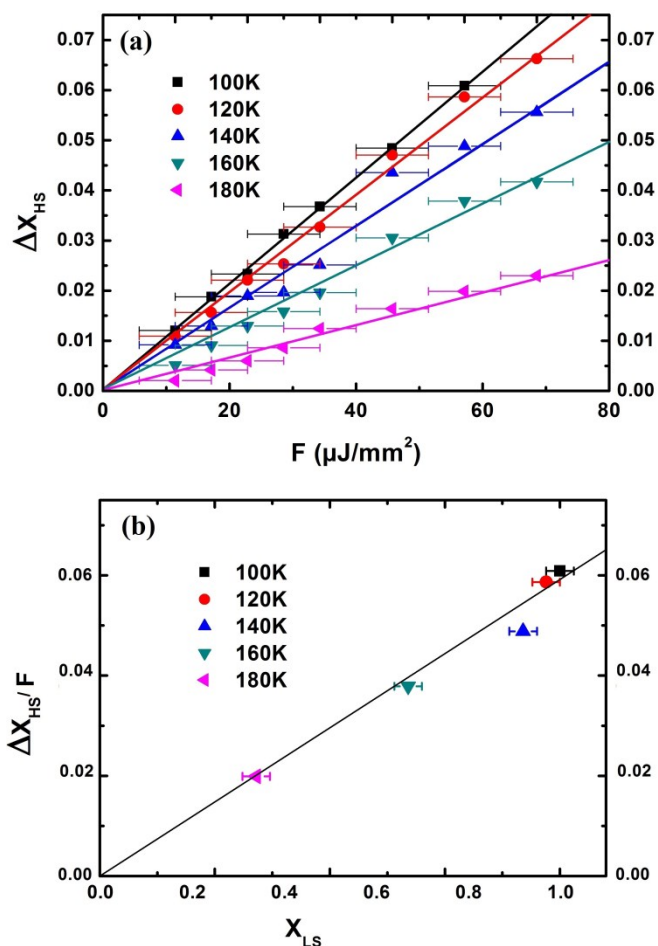 (a)
0.07 0.07
0.06 0.06
0.05 0.05
0.04 0.04
0.03 0.03
0.02 0.02
0.01 0.01
0.00 0.00
100K
120K
140K
160K
180K
ΔX_HS
0 20 40 60 80
F (μJ/mm²)
(b)
0.06 0.06
0.04 0.04
0.02 0.02
0.00 0.00
100K
120K
140K
160K
180K
ΔX_HS/F
0.0 0.2 0.4 0.6 0.8 1.0
X_LS